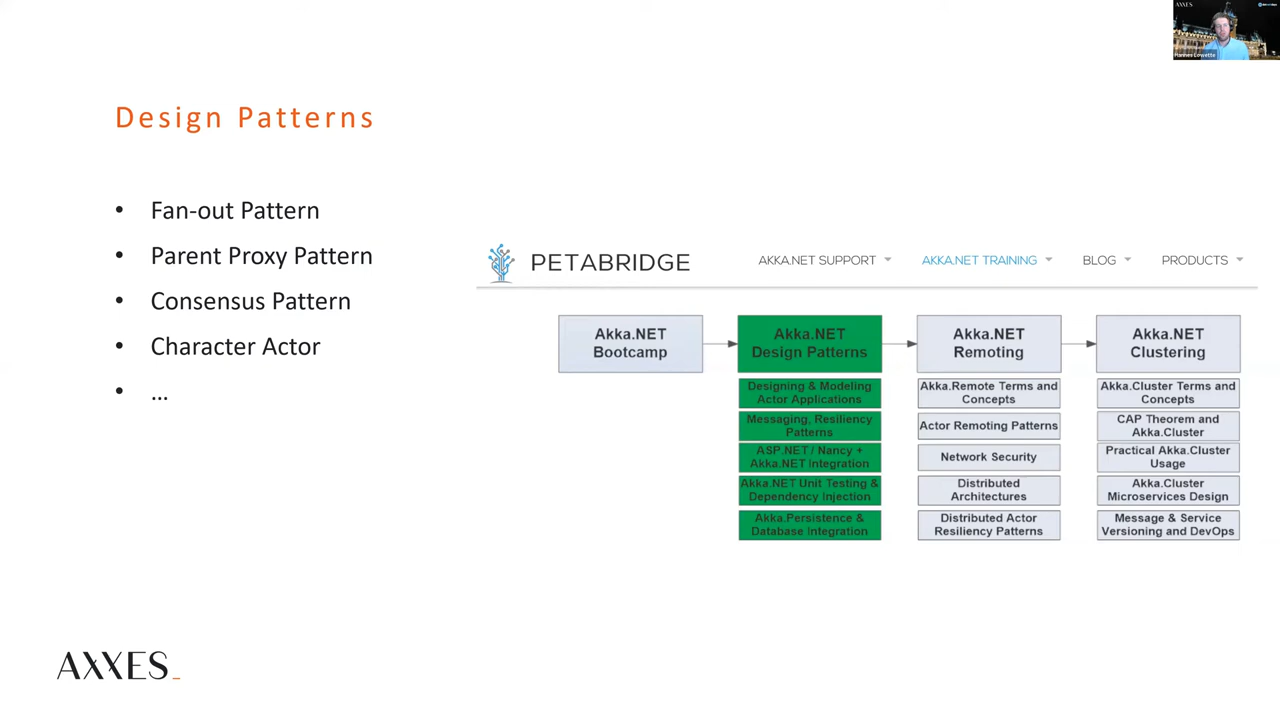 AXXES
Hannes Lowette
Design Patterns
• Fan-out Pattern
• Parent Proxy Pattern
• Consensus Pattern
• Character Actor
• ...
PETABRIDGE
AKKA.NET SUPPORT
AKKA.NET TRAINING
BLOG
PRODUCTS
Akka.NET
Bootcamp
Akka.NET
Design Patterns
Designing & Modeling
Actor Applications
Messaging, Resiliency
Patterns
ASP.NET / Nancy +
Akka.NET Integration
Akka.NET Unit Testing &
Dependency Injection
Akka.Persistence &
Database Integration
Akka.NET
Remoting
Akka.Remote Terms and
Concepts
Actor Remoting Patterns
Network Security
Distributed
Architectures
Distributed Actor
Resiliency Patterns
Akka.NET
Clustering
Akka.Cluster Terms and
Concepts
CAP Theorem and
Akka.Cluster
Practical Akka.Cluster
Usage
Akka.Cluster
Microservices Design
Message & Service
Versioning and DevOps
AXXES_